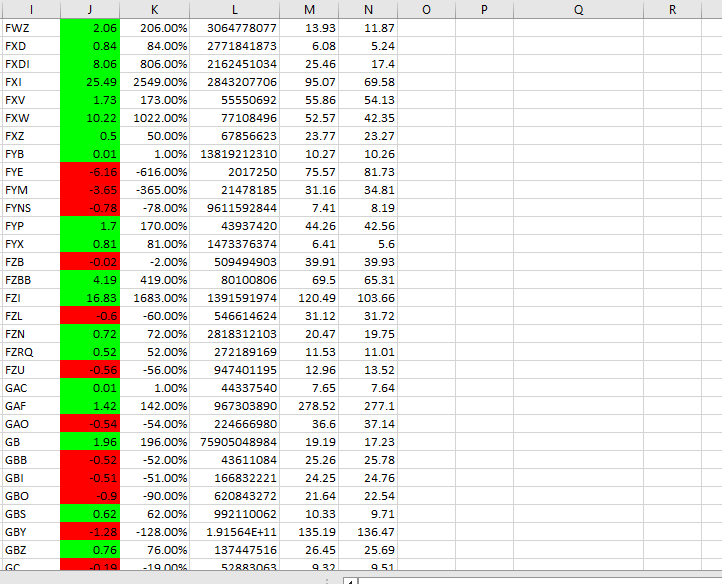 I J K L M N O P Q R
FWZ 2.06 206.00% 3064778077 13.93 11.87
FXD 0.84 84.00% 2771841873 6.08 5.24
FXDI 8.06 806.00% 2162451034 25.46 17.4
FXI 25.49 2549.00% 2843207706 95.07 69.58
FXV 1.73 173.00% 55550692 55.86 54.13
FXW 10.22 1022.00% 77108496 52.57 42.35
FXZ 0.5 50.00% 67856623 23.77 23.27
FYB 0.01 1.00% 13819212310 10.27 10.26
FYE -6.16 -616.00% 2017250 75.57 81.73
FYM -3.65 -365.00% 21478185 31.16 34.81
FYNS -0.78 -78.00% 9611592844 7.41 8.19
FYP 1.7 170.00% 43937420 44.26 42.56
FYX 0.81 81.00% 1473376374 6.41 5.6
FZB -0.02 -2.00% 509494903 39.91 39.93
FZBB 4.19 419.00% 80100806 69.5 65.31
FZI 16.83 1683.00% 1391591974 120.49 103.66
FZL -0.6 -60.00% 546614624 31.12 31.72
FZN 0.72 72.00% 2818312103 20.47 19.75
FZRQ 0.52 52.00% 272189169 11.53 11.01
FZU -0.56 -56.00% 947401195 12.96 13.52
GAC 0.01 1.00% 44337540 7.65 7.64
GAF 1.42 142.00% 967303890 278.52 277.1
GAO -0.54 -54.00% 224666980 36.6 37.14
GB 1.96 196.00% 75905048984 19.19 17.23
GBB -0.52 -52.00% 43611084 25.26 25.78
GBI -0.51 -51.00% 166832221 24.25 24.76
GBO -0.9 -90.00% 620843272 21.64 22.54
GBS 0.62 62.00% 992110062 10.33 9.71
GBY -1.28 -128.00% 1.91564E+11 135.19 136.47
GBZ 0.76 76.00% 137447516 26.45 25.69
GC -0.19 -19.00% 52883063 9.32 9.51